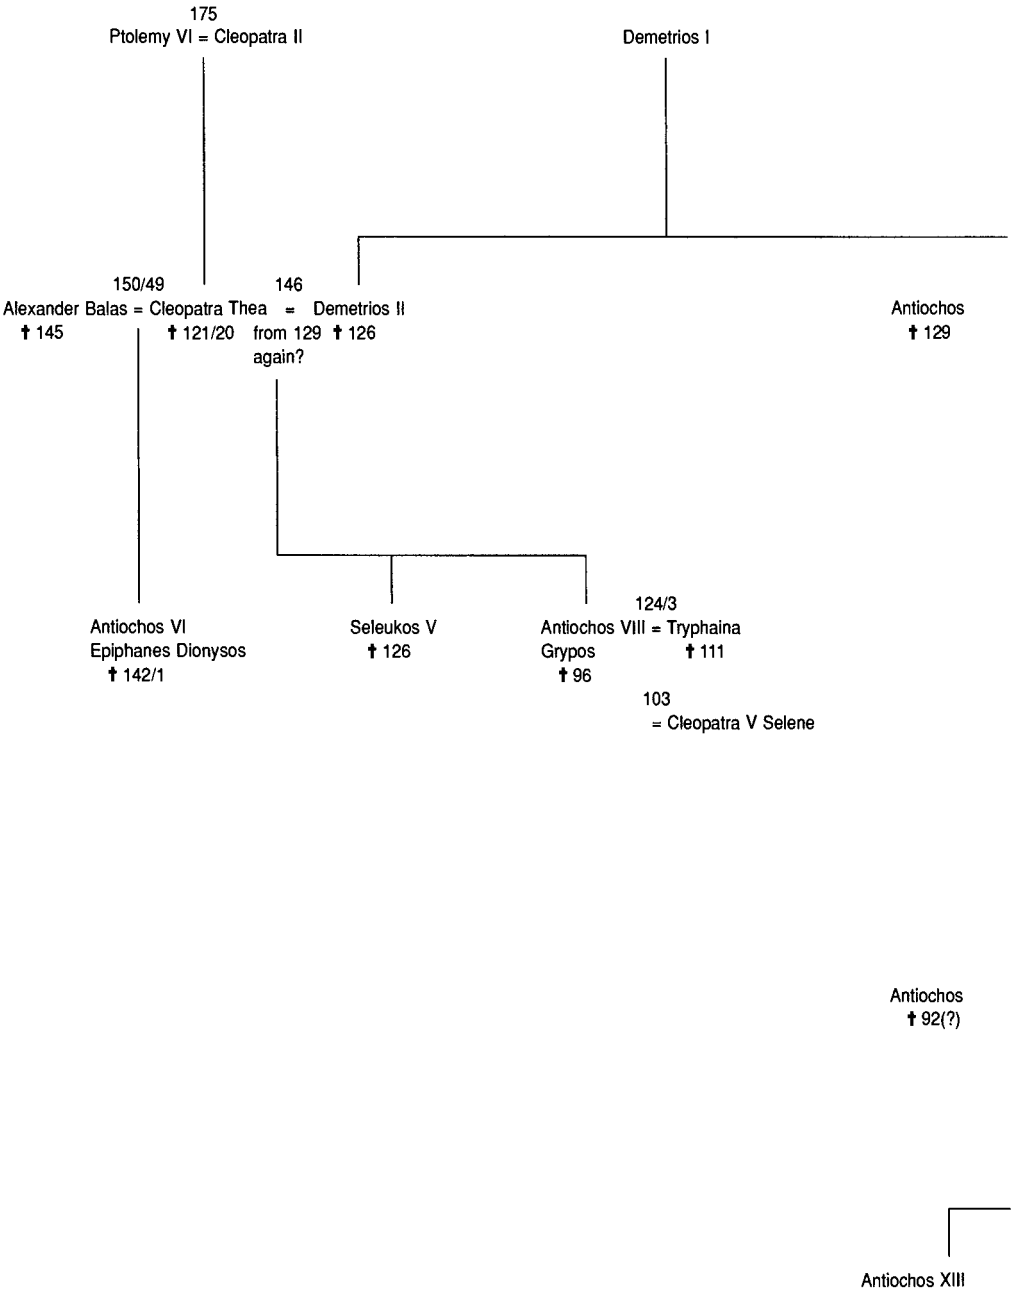 175
Ptolemy VI = Cleopatra II
Demetrios I
150/49
146
Alexander Balas = Cleopatra Thea = Demetrios II
Antiochos
† 145
† 121/20
from 129
† 126
† 129
again?
124/3
Antiochos VI
Seleukos V
Antiochos VIII = Tryphaina
Epiphanes Dionysos
† 126
Grypos
† 111
† 142/1
† 96
103
= Cleopatra V Selene
Antiochos
† 92(?)
Antiochos XIII